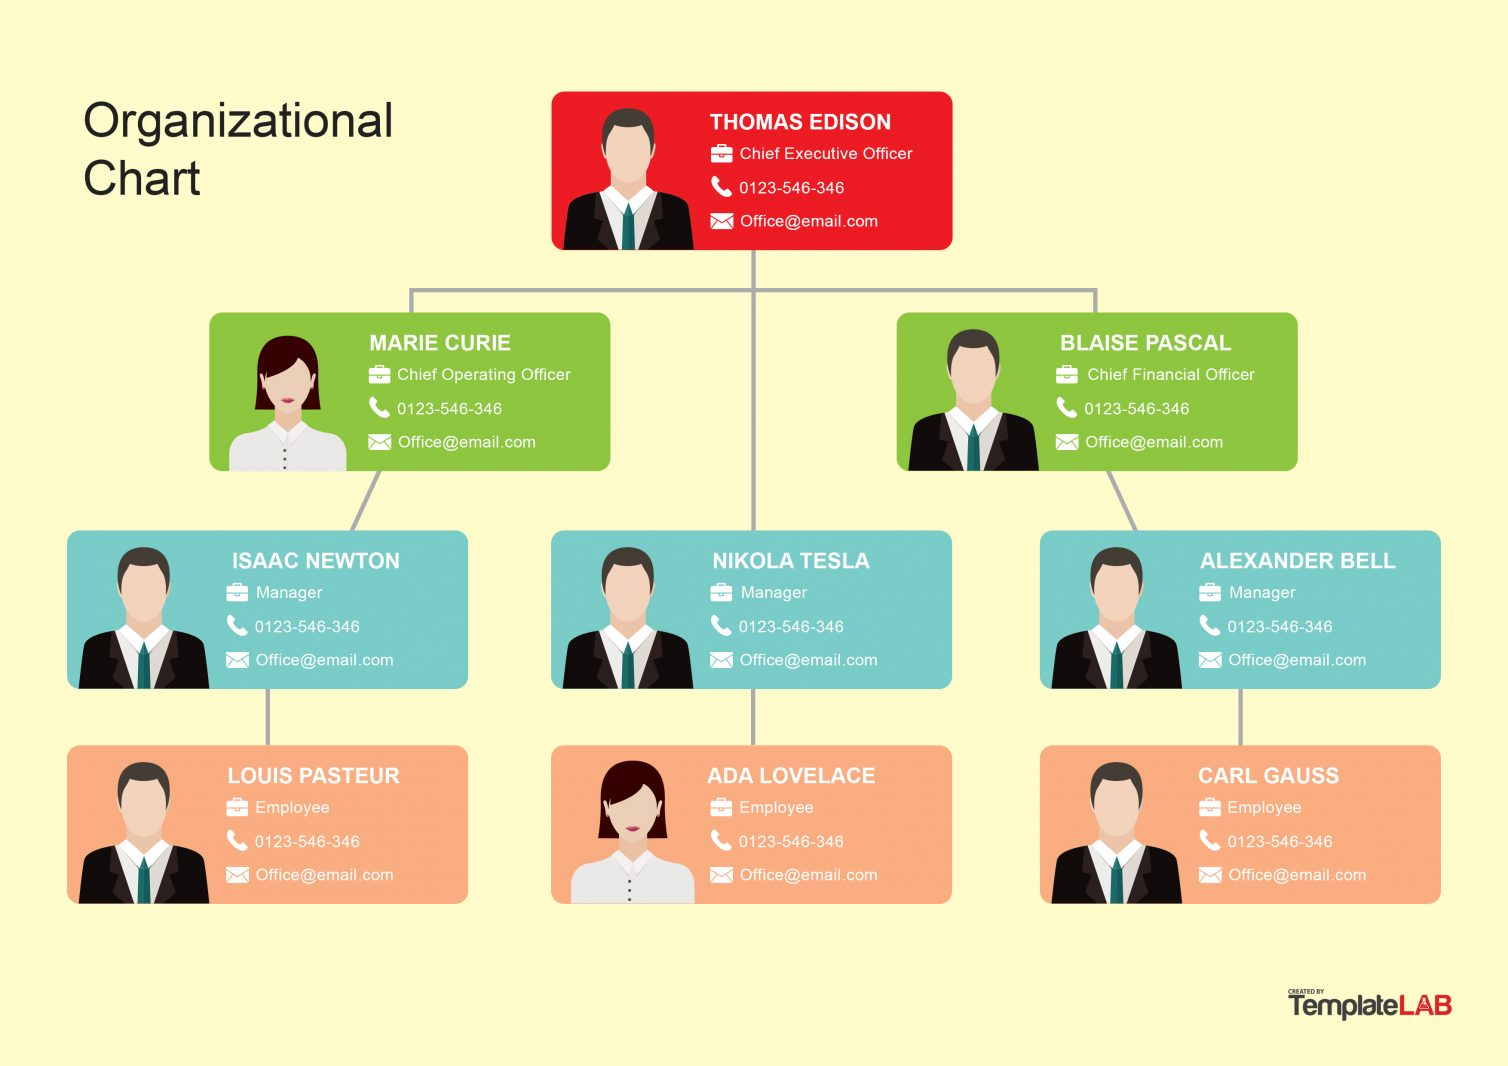 Organizational
Chart
THOMAS EDISON
Chief Executive Officer
0123-546-346
Office@email.com
MARIE CURIE
Chief Operating Officer
0123-546-346
Office@email.com
BLAISE PASCAL
Chief Financial Officer
0123-546-346
Office@email.com
ISAAC NEWTON
Manager
0123-546-346
Office@email.com
NIKOLA TESLA
Manager
0123-546-346
Office@email.com
ALEXANDER BELL
Manager
0123-546-346
Office@email.com
LOUIS PASTEUR
Employee
0123-546-346
Office@email.com
ADA LOVELACE
Employee
0123-546-346
Office@email.com
CARL GAUSS
Employee
0123-546-346
Office@email.com
CREATED BY
TemplateLAB